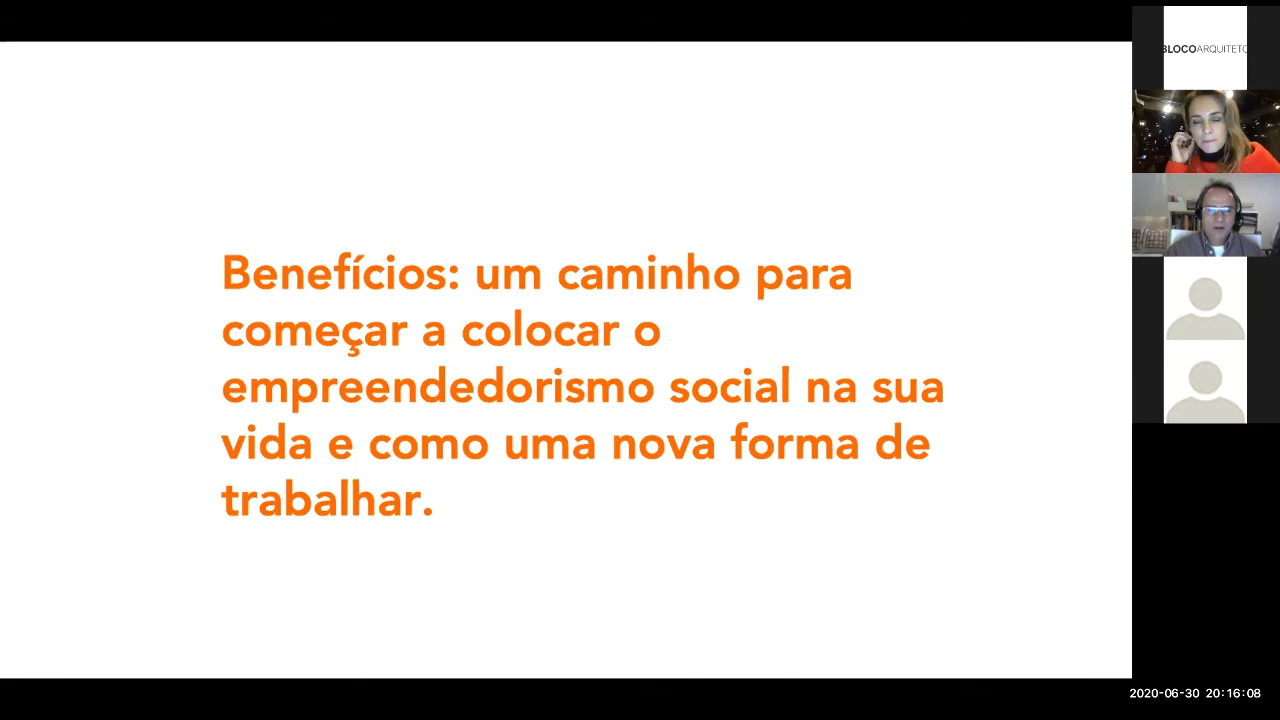 Benefícios: um caminho para
começar a colocar o
empreendedorismo social na sua
vida e como uma nova forma de
trabalhar.
BLOCOARQUITETO
2020-06-30 20:16:08